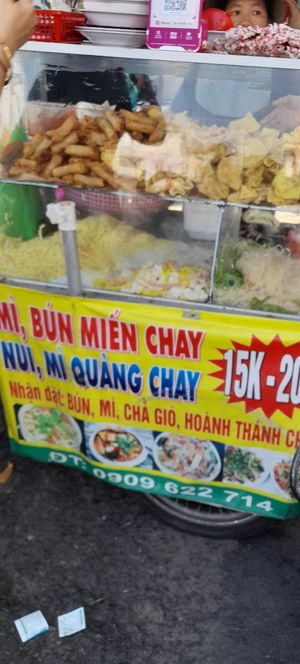 MÌ, BÚN MIẾN CHAY
NUI, MÌ QUẢNG CHAY
15K - 20
Nhận đặt: BÚN, MÌ, CHẢ GIÒ, HOÀNH THÁNH C
ĐT: 0909 622 714